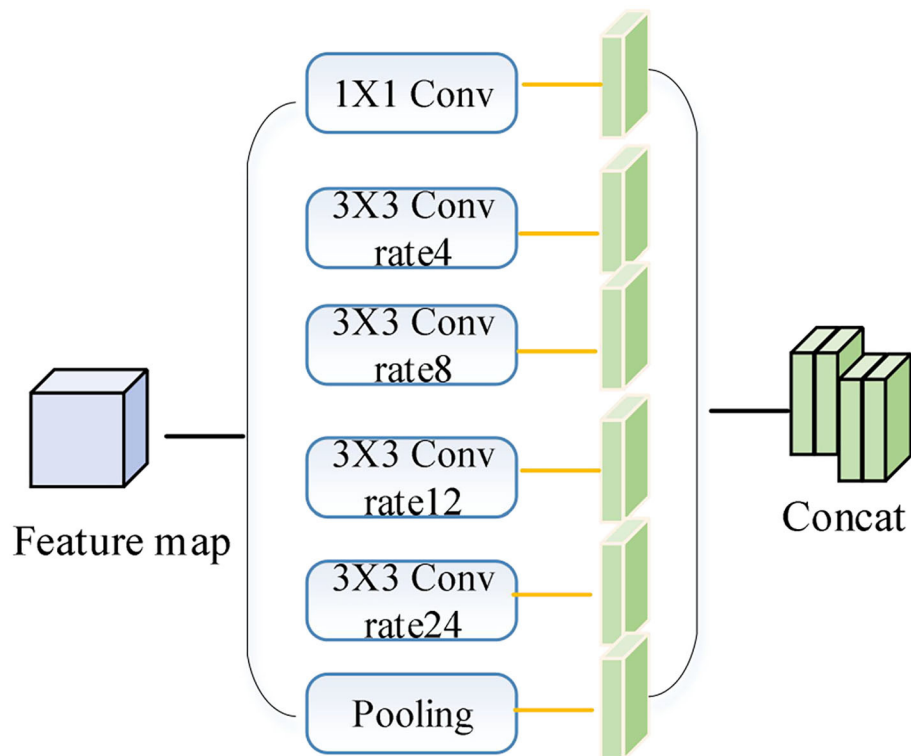 1X1 Conv
3X3 Conv
rate4
3X3 Conv
rate8
3X3 Conv
rate12
3X3 Conv
rate24
Pooling
Feature map
Concat